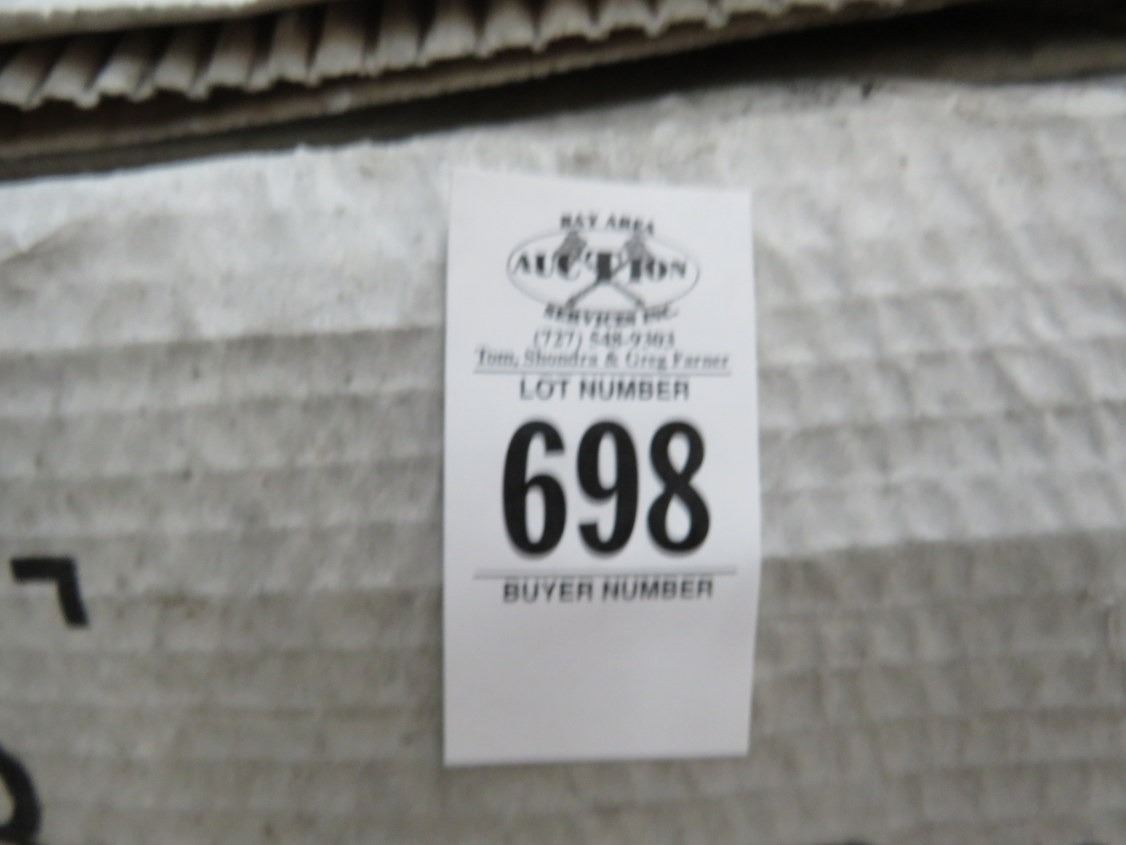 BAY AREA
AUCTION
SERVICES INC.
(727) 548-9303
Tom, Shondra & Greg Farner
LOT NUMBER
698
BUYER NUMBER